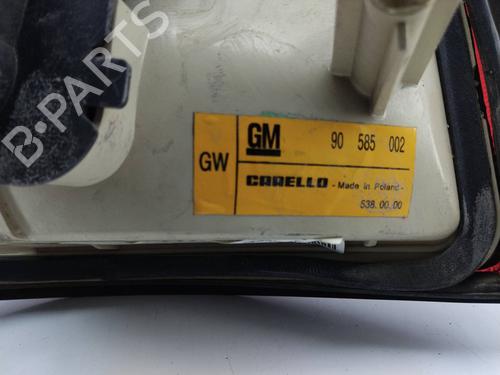 B-PARTS
GW
GM
90 585 002
CARELLO - Made in Poland -
538.00.00